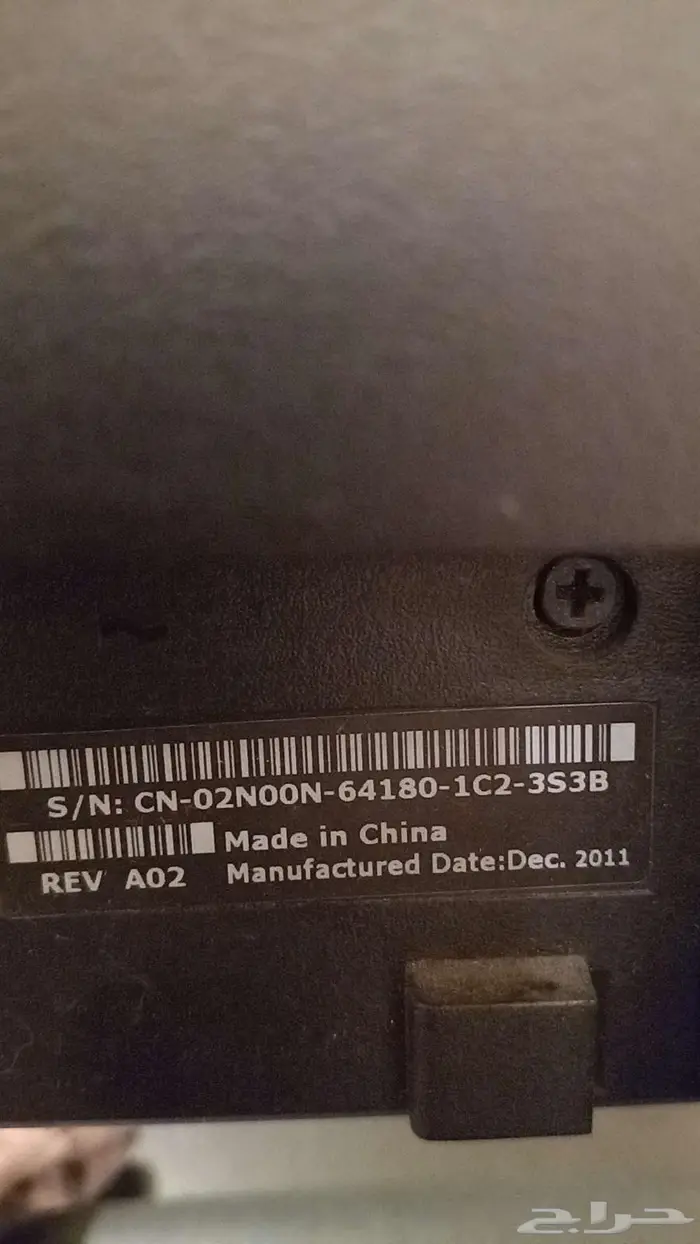 S/N: CN-02N00N-64180-1C2-3S3B
Made in China
REV A02 Manufactured Date:Dec. 2011
حراج